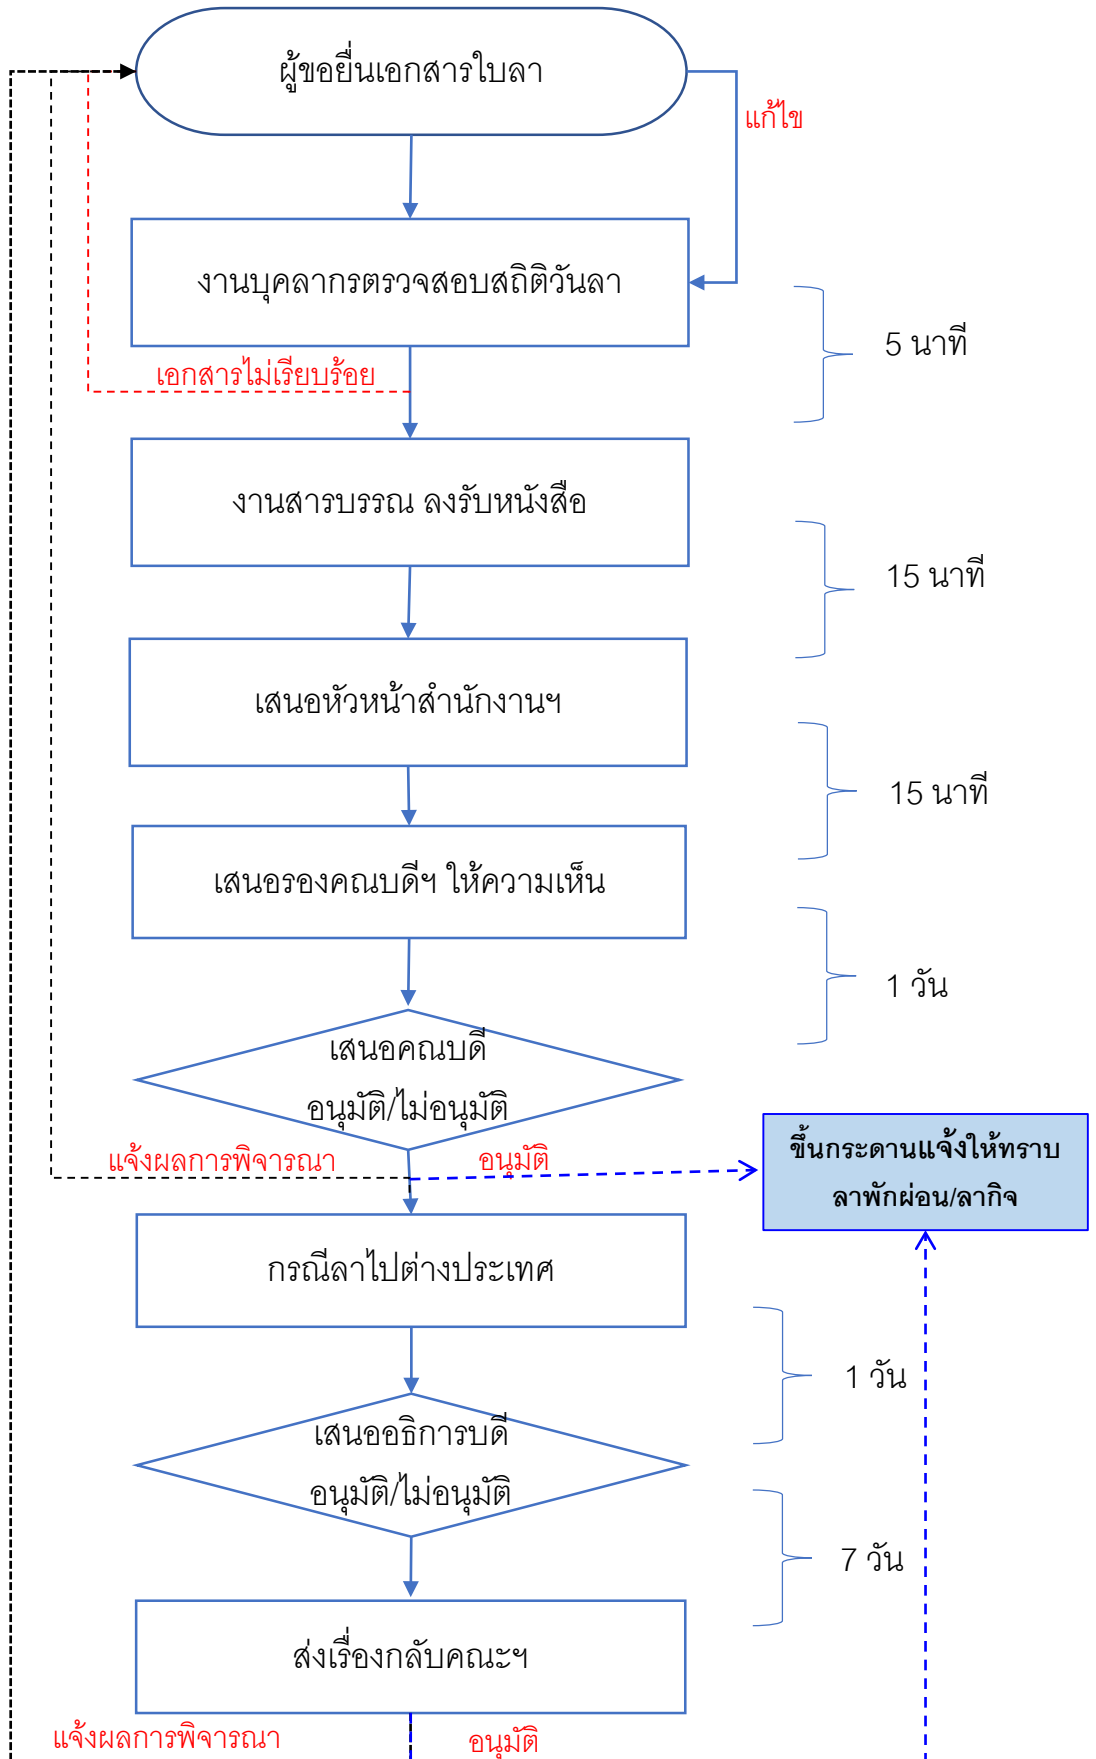 ผู้ขอยื่นเอกสารใบลา
แก้ไข
งานบุคลากรตรวจสอบสถิติวันลา
5 นาที
เอกสารไม่เรียบร้อย
งานสารบรรณ ลงรับหนังสือ
15 นาที
เสนอหัวหน้าสำนักงานฯ
15 นาที
เสนอรองคณบดีฯ ให้ความเห็น
1 วัน
เสนอคณบดี
อนุมัติ/ไม่อนุมัติ
แจ้งผลการพิจารณา
อนุมัติ
ขึ้นกระดานแจ้งให้ทราบ
ลาพักผ่อน/ลากิจ
กรณีลาไปต่างประเทศ
1 วัน
เสนออธิการบดี
อนุมัติ/ไม่อนุมัติ
7 วัน
ส่งเรื่องกลับคณะฯ
แจ้งผลการพิจารณา
อนุมัติ